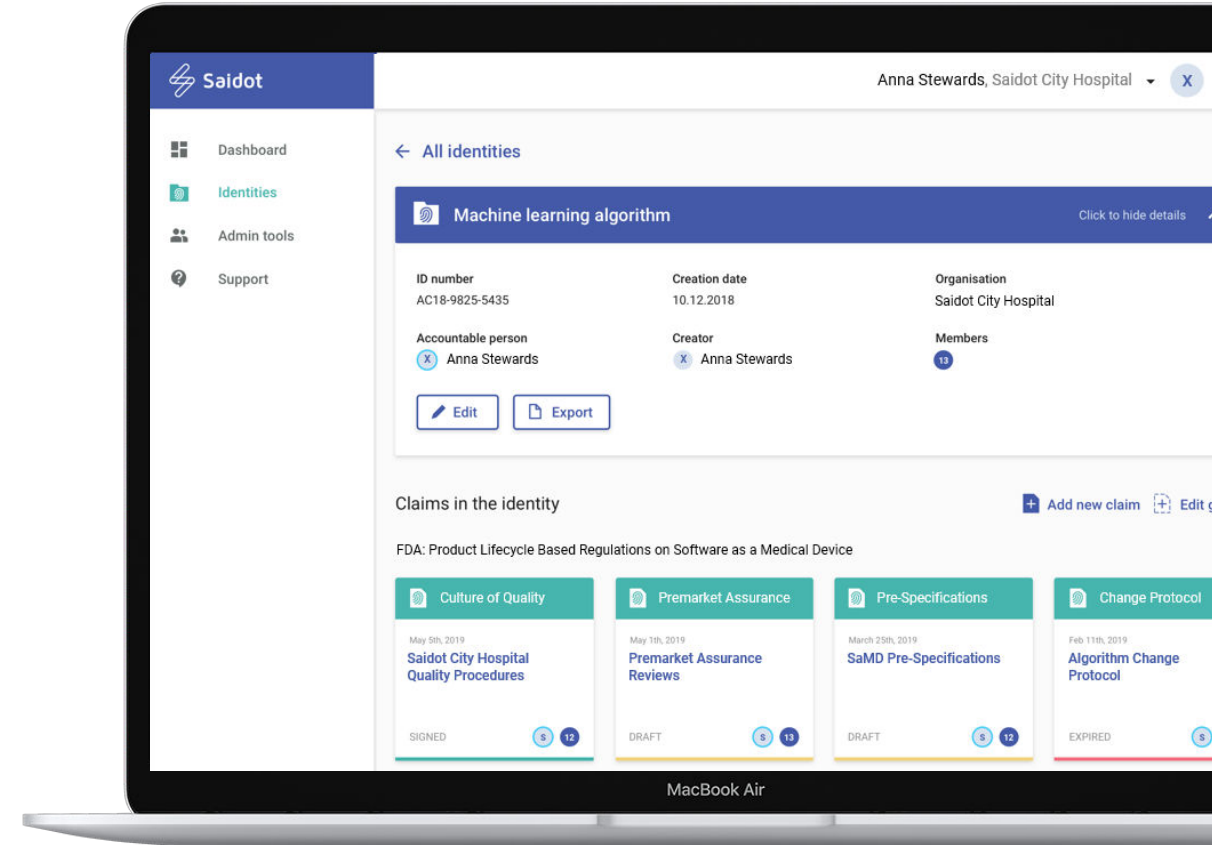 Saidot
Anna Stewards, Saidot City Hospital
X
Dashboard
Identities
Admin tools
Support
All identities
Machine learning algorithm
Click to hide details
ID number
Creation date
Organisation
AC18-9825-5435
10.12.2018
Saidot City Hospital
Accountable person
Creator
Members
X Anna Stewards
X Anna Stewards
13
Edit
Export
Claims in the identity
Add new claim
Edit g
FDA: Product Lifecycle Based Regulations on Software as a Medical Device
Culture of Quality
May 5th, 2019
Saidot City Hospital
Quality Procedures
SIGNED
S 12
Premarket Assurance
May 1th, 2019
Premarket Assurance
Reviews
DRAFT
S 13
Pre-Specifications
March 25th, 2019
SaMD Pre-Specifications
DRAFT
S 12
Change Protocol
Feb 11th, 2019
Algorithm Change
Protocol
EXPIRED
S
MacBook Air